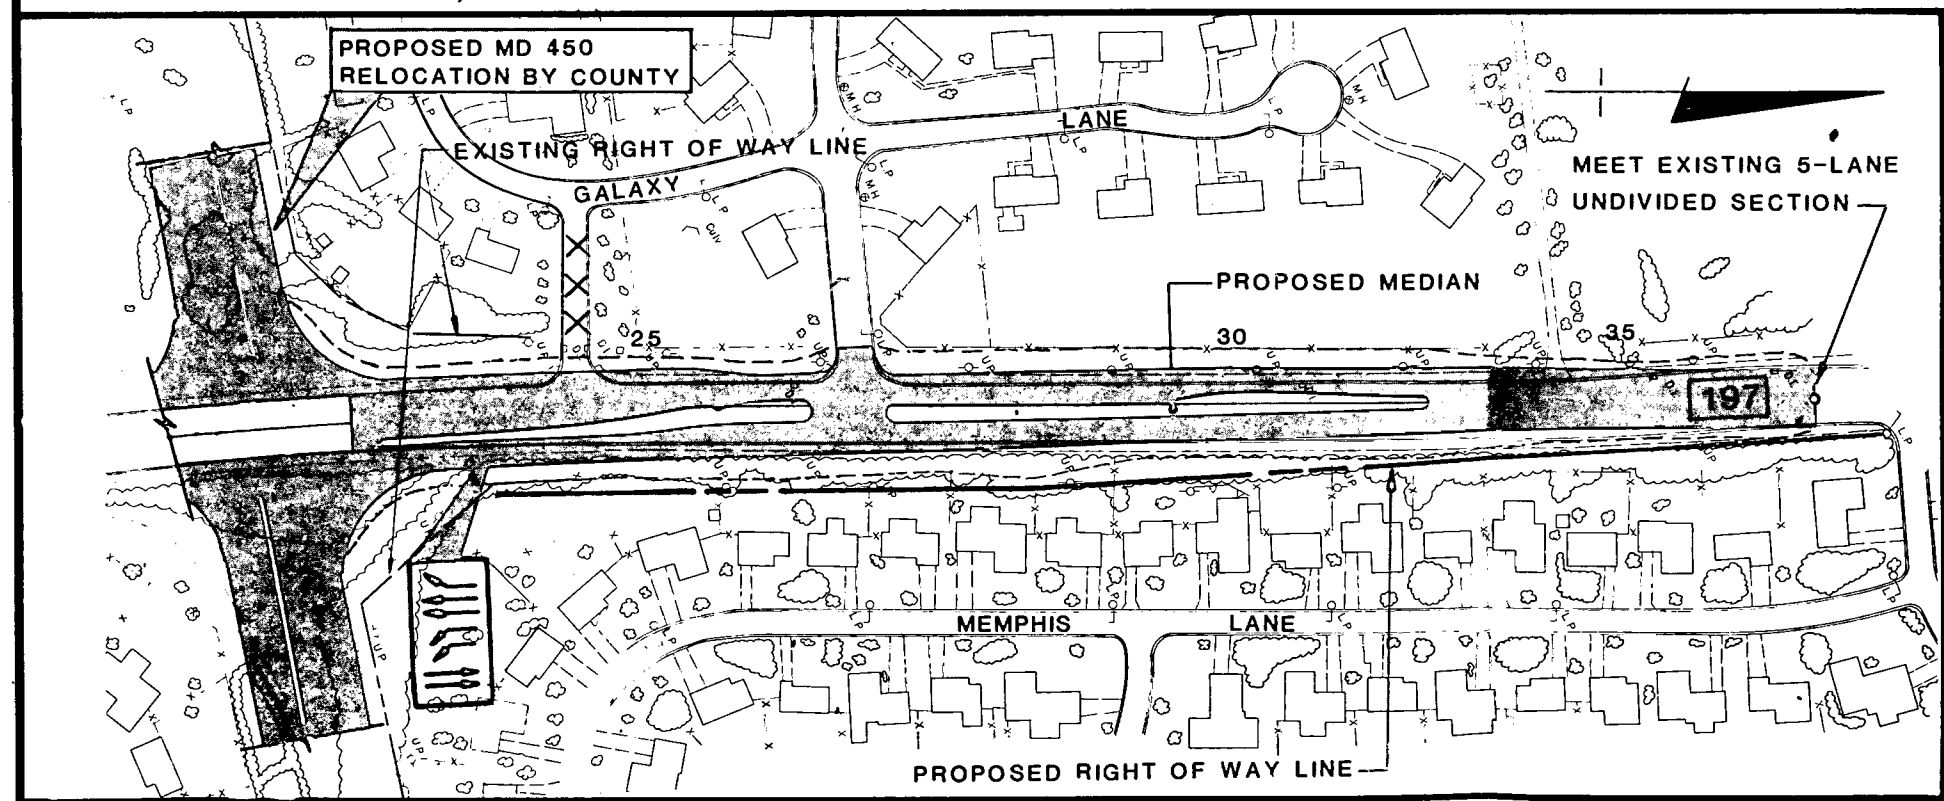 PROPOSED MD 450
RELOCATION BY COUNTY
EXISTING RIGHT OF WAY LINE
GALAXY
LANE
MEET EXISTING 5-LANE
UNDIVIDED SECTION
PROPOSED MEDIAN
25
30
35
197
MEMPHIS LANE
PROPOSED RIGHT OF WAY LINE